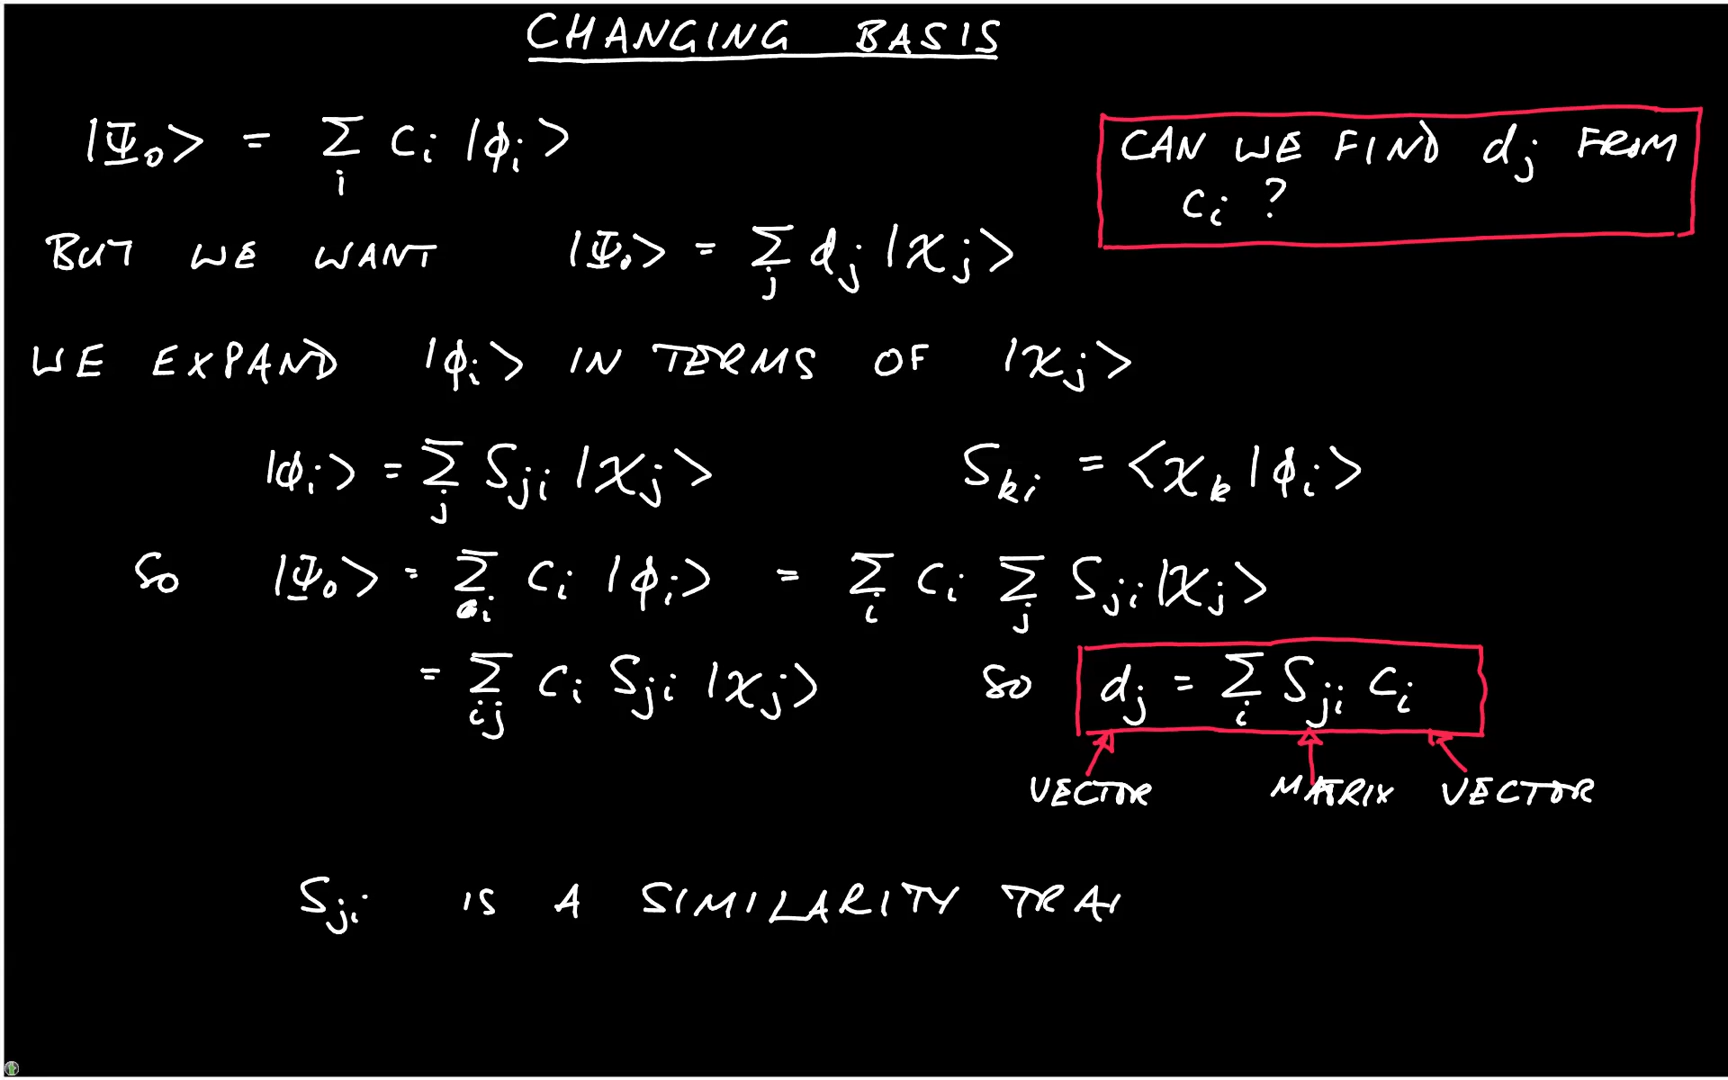 CHANGING BASIS
|Ψ₀> = Σᵢ Cᵢ |ϕᵢ>
CAN WE FIND dⱼ FROM
Cᵢ ?
BUT WE WANT |Ψ₀> = Σⱼ dⱼ |χⱼ>
WE EXPAND |ϕᵢ> IN TERMS OF |χⱼ>
|ϕᵢ> = Σⱼ Sⱼᵢ |χⱼ> Sₖᵢ = <χₖ|ϕᵢ>
SO |Ψ₀> = Σᵢ Cᵢ |ϕᵢ> = Σᵢ Cᵢ Σⱼ Sⱼᵢ |χⱼ>
= Σᵢⱼ Cᵢ Sⱼᵢ |χⱼ> SO dⱼ = Σᵢ Sⱼᵢ Cᵢ
VECTOR MATRIX VECTOR
Sⱼᵢ IS A SIMILARITY TRA